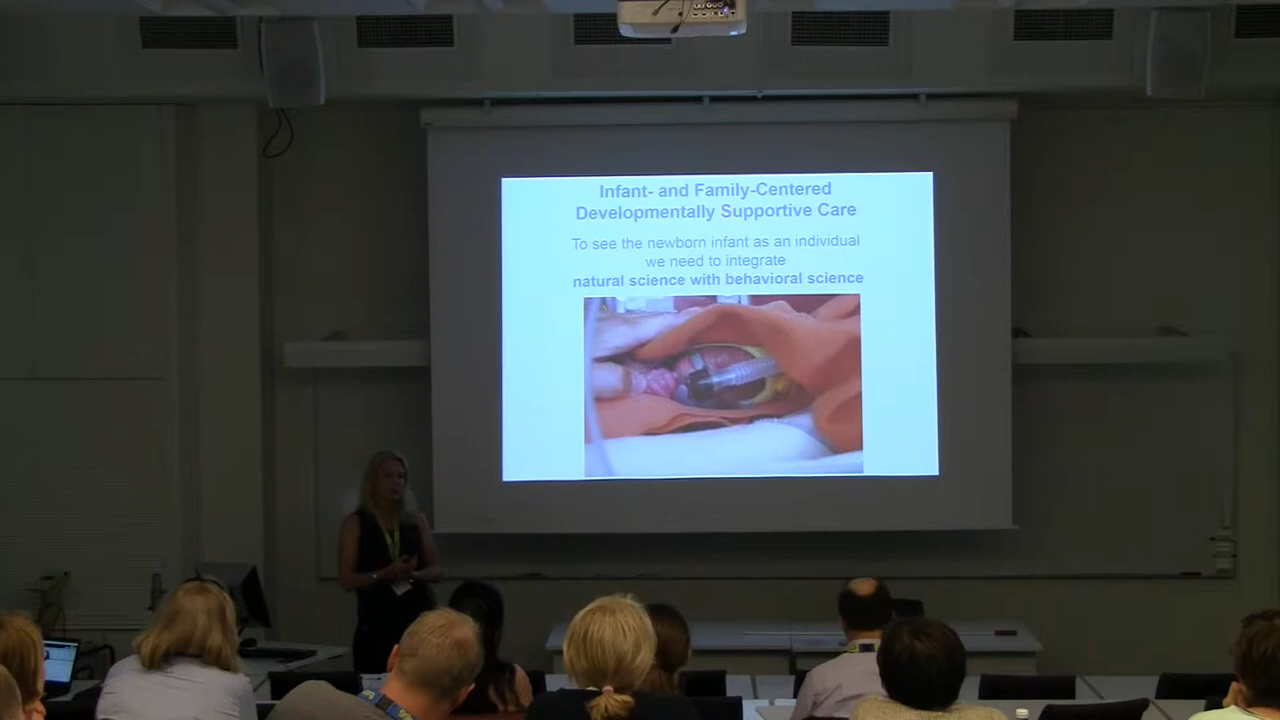 Infant- and Family-Centered
Developmentally Supportive Care
To see the newborn infant as an individual
we need to integrate
natural science with behavioral science